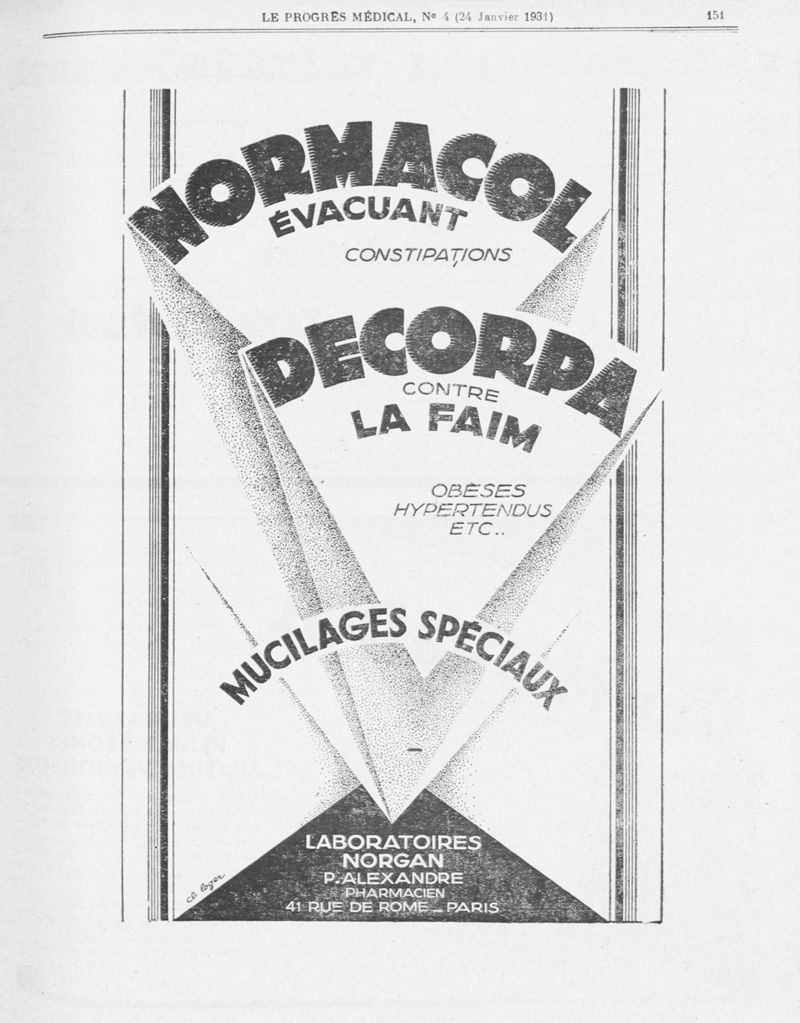 LE PROGRÈS MÉDICAL, Nº 4 (24 Janvier 1931)
151
NORMACOL
ÉVACUANT
CONSTIPATIONS
DECORPA
CONTRE
LA FAIM
OBÈSES
HYPERTENDUS
ETC..
MUCILAGES SPÉCIAUX
LABORATOIRES
NORGAN
P. ALEXANDRE
PHARMACIEN
41 RUE DE ROME _ PARIS